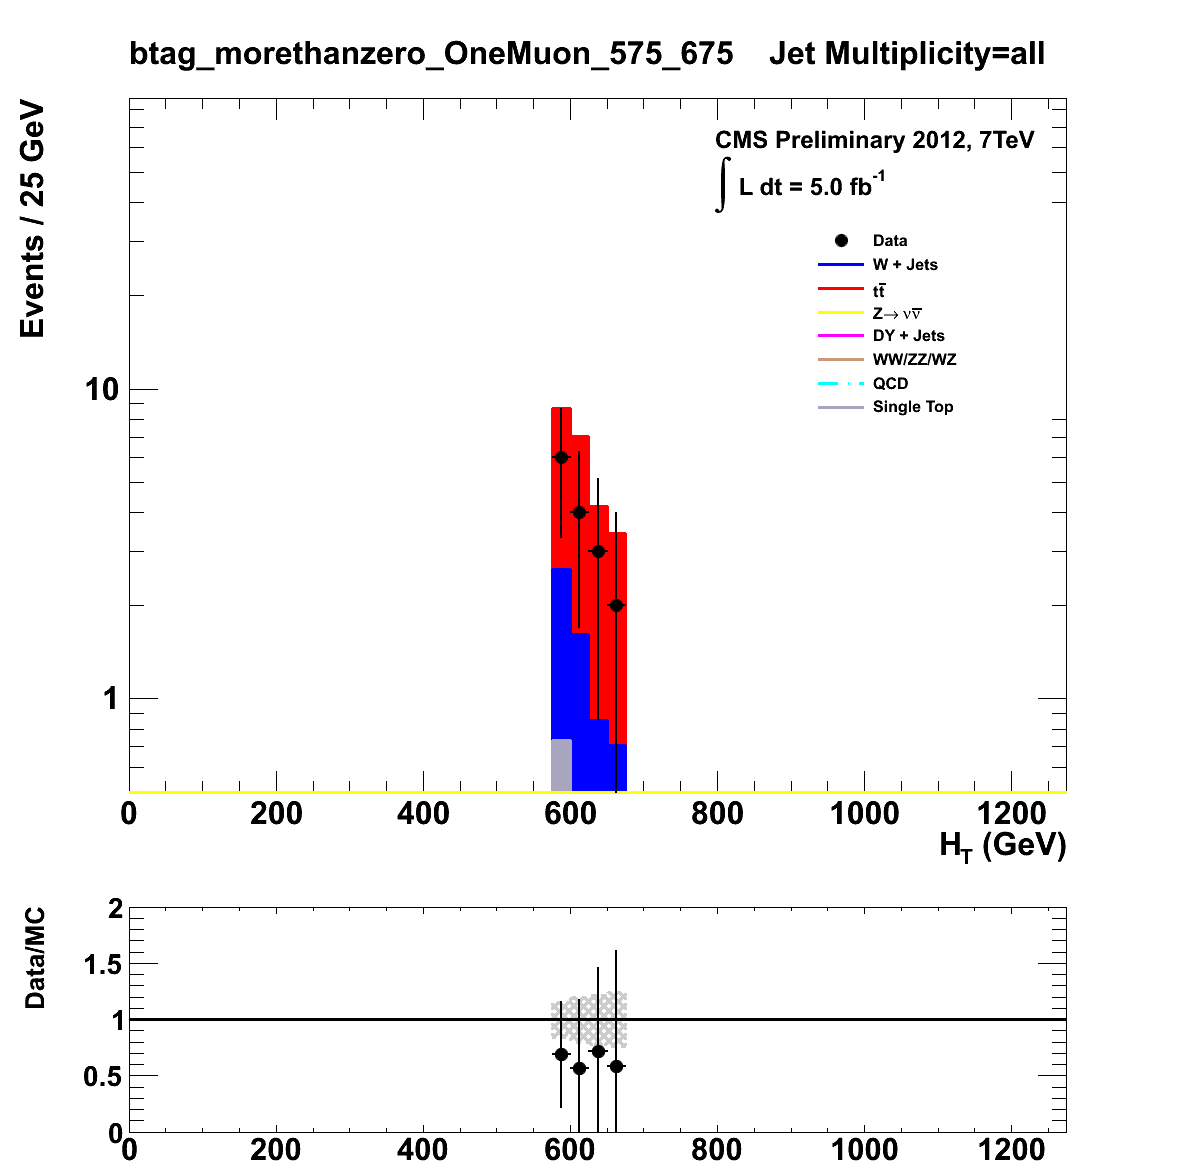 btag_morethanzero_OneMuon_575_675 Jet Multiplicity=all
Events / 25 GeV
CMS Preliminary 2012, 7TeV
∫ L dt = 5.0 fb⁻¹
Data
W + Jets
tt̅
Z→ νν̅
DY + Jets
WW/ZZ/WZ
QCD
Single Top
10
1
0 200 400 600 800 1000 1200
H_T (GeV)
Data/MC
2
1.5
1
0.5
0
0 200 400 600 800 1000 1200